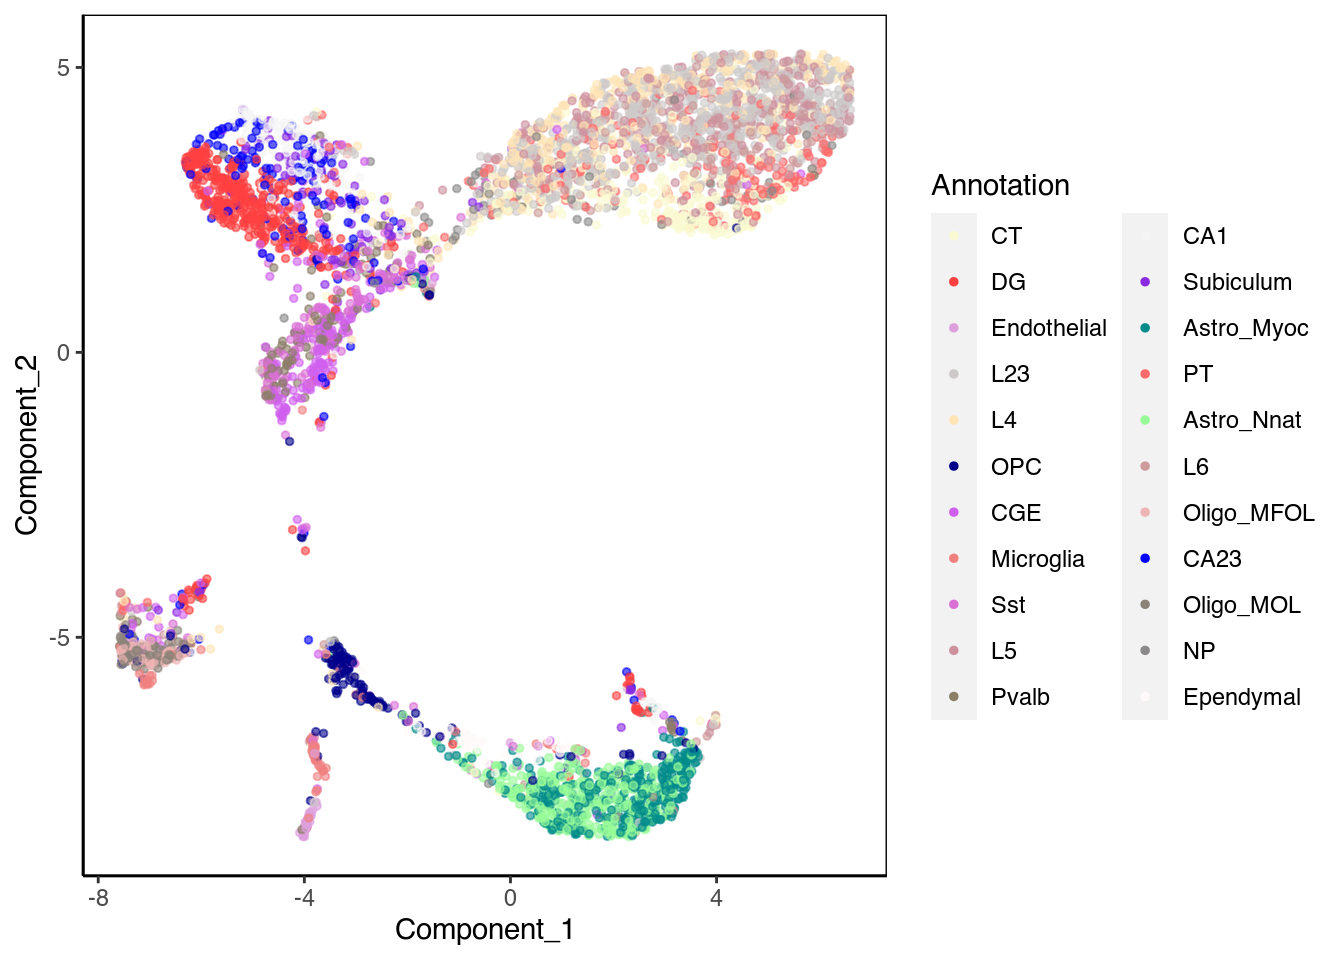 5
0
-5
Component_2
-8
-4
0
4
Component_1
Annotation
CT
DG
Endothelial
L23
L4
OPC
CGE
Microglia
Sst
L5
Pvalb
CA1
Subiculum
Astro_Myoc
PT
Astro_Nnat
L6
Oligo_MFOL
CA23
Oligo_MOL
NP
Ependymal